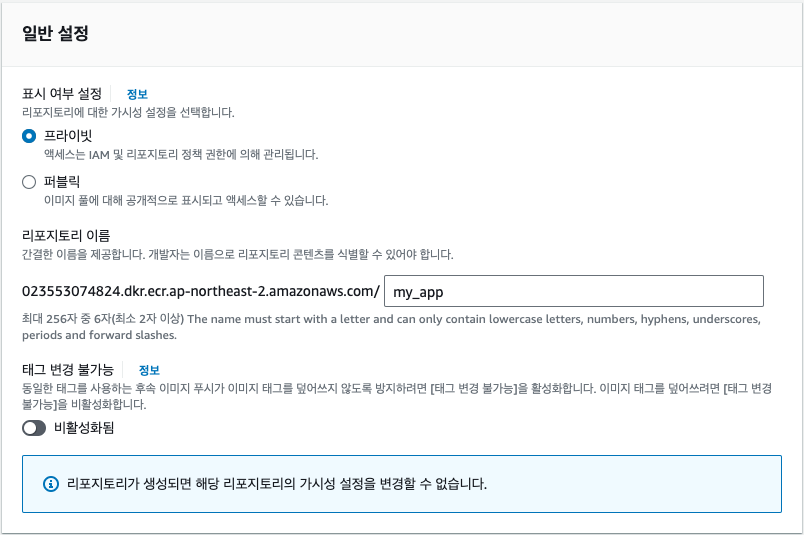 일반 설정
표시 여부 설정 정보
리포지토리에 대한 가시성 설정을 선택합니다.
프라이빗
액세스는 IAM 및 리포지토리 정책 권한에 의해 관리됩니다.
퍼블릭
이미지 풀에 대해 공개적으로 표시되고 액세스할 수 있습니다.
리포지토리 이름
간결한 이름을 제공합니다. 개발자는 이름으로 리포지토리 콘텐츠를 식별할 수 있어야 합니다.
023553074824.dkr.ecr.ap-northeast-2.amazonaws.com/ my_app
최대 256자 중 6자(최소 2자 이상) The name must start with a letter and can only contain lowercase letters, numbers, hyphens, underscores,
periods and forward slashes.
태그 변경 불가능 정보
동일한 태그를 사용하는 후속 이미지 푸시가 이미지 태그를 덮어쓰지 않도록 방지하려면 [태그 변경 불가능]을 활성화합니다. 이미지 태그를 덮어쓰려면 [태그 변경
불가능]을 비활성화합니다.
비활성화됨
리포지토리가 생성되면 해당 리포지토리의 가시성 설정을 변경할 수 없습니다.